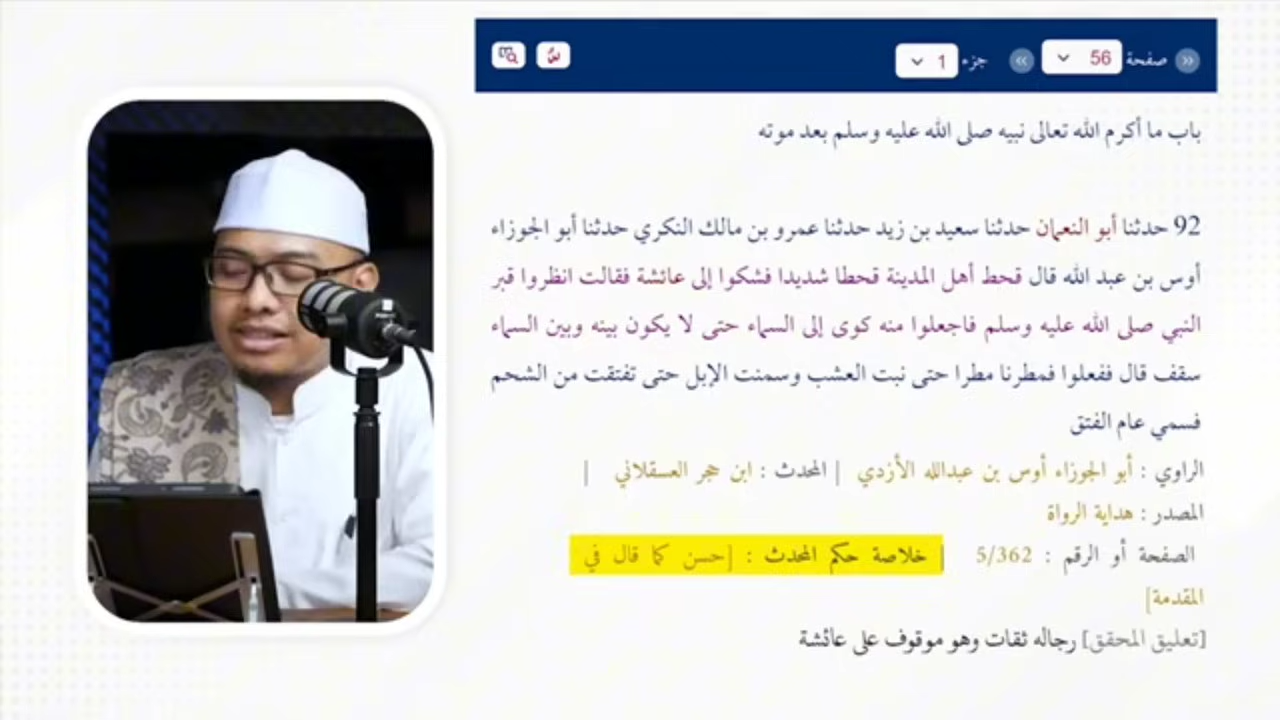 صفحة 56 جزء 1
باب ما أكرم الله تعالى نبيه صلى الله عليه وسلم بعد موته
92 حدثنا أبو النعمان حدثنا سعيد بن زيد حدثنا عمرو بن مالك النكري حدثنا أبو الجوزاء
أوس بن عبد الله قال قحط أهل المدينة قحطا شديدا فشكوا إلى عائشة فقالت انظروا قبر
النبي صلى الله عليه وسلم فاجعلوا منه كوى إلى السماء حتى لا يكون بينه وبين السماء
سقف قال ففعلوا فمطرنا مطرا حتى نبت العشب وسمنت الإبل حتى تفتقت من الشحم
فسمي عام الفتق
الراوي : أبو الجوزاء أوس بن عبدالله الأزدي | المحدث : ابن حجر العسقلاني |
المصدر : هداية الرواة
الصفحة أو الرقم : 5/362 | خلاصة حكم المحدث : [حسن كما قال في
المقدمة]
[تعليق المحقق] رجاله ثقات وهو موقوف على عائشة